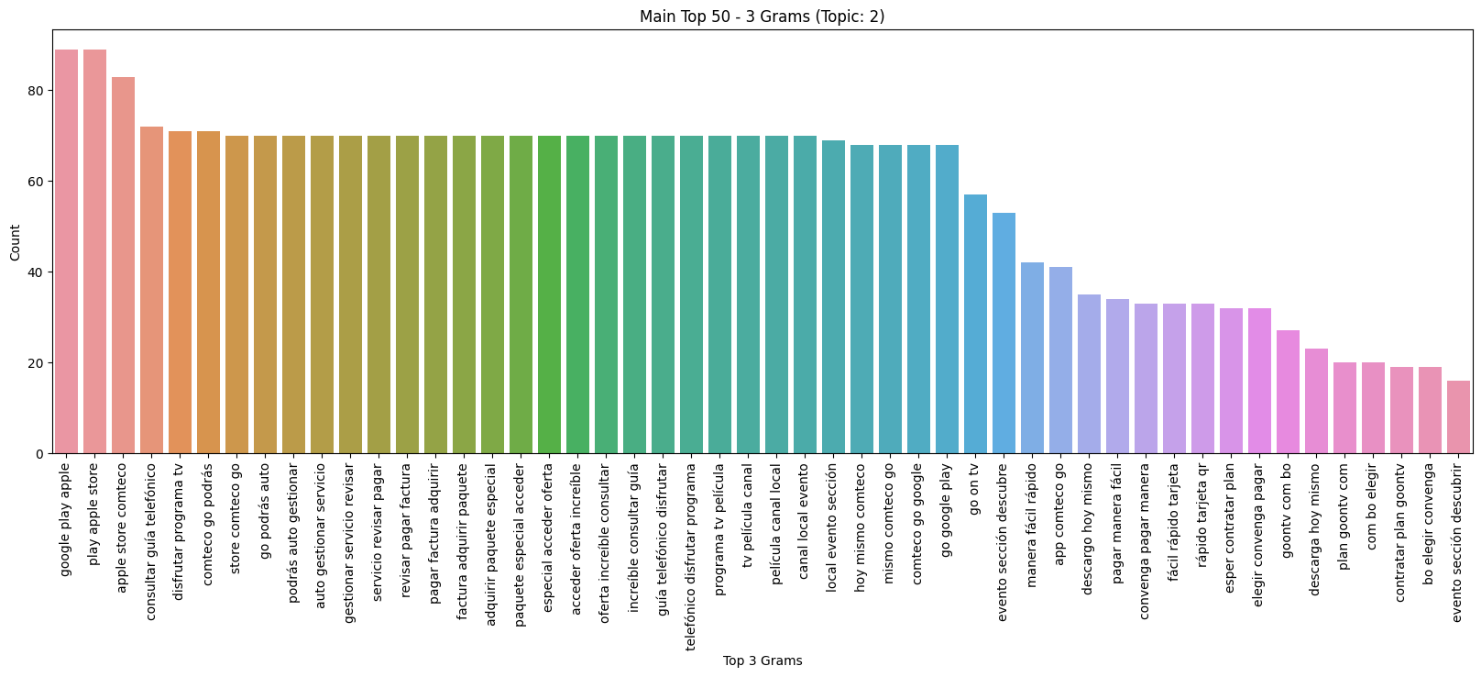 Main Top 50 - 3 Grams (Topic: 2)
Count
80
60
40
20
0
google play apple
play apple store
apple store comteco
consultar guía telefónico
disfrutar programa tv
comteco go podrás
store comteco go
go podrás auto
podrás auto gestionar
auto gestionar servicio
gestionar servicio revisar
servicio revisar pagar
revisar pagar factura
pagar factura adquirir
factura adquirir paquete
adquirir paquete especial
paquete especial acceder
especial acceder oferta
acceder oferta increíble
oferta increíble consultar
increíble consultar guía
guía telefónico disfrutar
telefónico disfrutar programa
programa tv película
tv película canal
película canal local
canal local evento
local evento sección
hoy mismo comteco
mismo comteco go
comteco go google
go google play
go on tv
evento sección descubre
manera fácil rápido
app comteco go
descargo hoy mismo
pagar manera fácil
convenga pagar manera
fácil rápido tarjeta
rápido tarjeta qr
esper contratar plan
elegir convenga pagar
goontv com bo
descarga hoy mismo
plan goontv com
com bo elegir
contratar plan goontv
bo elegir convenga
evento sección descubrir
Top 3 Grams